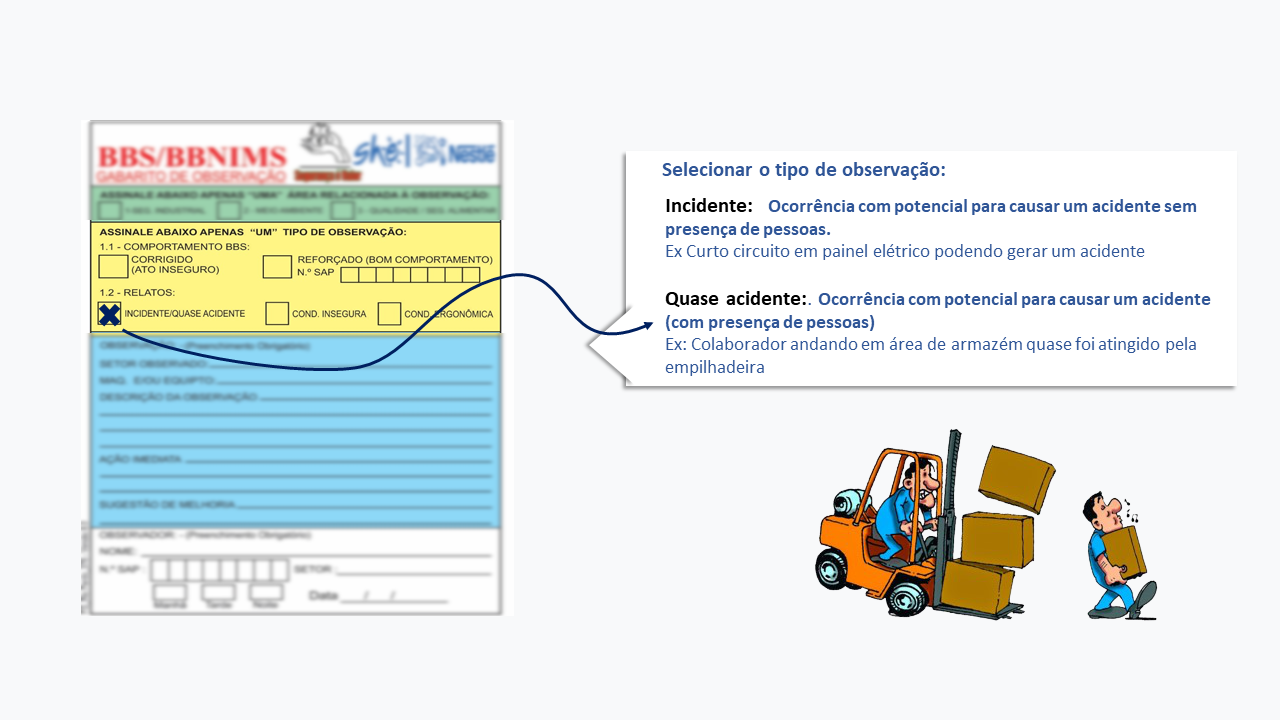 BBS/BBNIMS
GABARITO DE OBSERVAÇÃO
shè
Nestlé
ASSINALE ABAIXO APENAS "UMA" ÁREA RELACIONADA À OBSERVAÇÃO:
ASSINALE ABAIXO APENAS “UM” TIPO DE OBSERVAÇÃO:
1.1 - COMPORTAMENTO BBS:
CORRIGIDO
(ATO INSEGURO)
REFORÇADO (BOM COMPORTAMENTO)
N.º SAP
1.2 - RELATOS:
INCIDENTE/QUASE ACIDENTE
COND. INSEGURA
COND. ERGONÔMICA
OBSERVAÇÃO: - (Preenchimento Obrigatório)
SETOR OBSERVADO:
MAQ. E/OU EQUIPTO:
DESCRIÇÃO DA OBSERVAÇÃO
AÇÃO IMEDIATA
SUGESTÃO DE MELHORIA
OBSERVADOR: - (Preenchimento Obrigatório)
NOME:
N.º SAP:
SETOR:
Manhã Tarde Noite
Data / /
Selecionar o tipo de observação:
Incidente: Ocorrência com potencial para causar um acidente sem
presença de pessoas.
Ex Curto circuito em painel elétrico podendo gerar um acidente
Quase acidente:. Ocorrência com potencial para causar um acidente
(com presença de pessoas)
Ex: Colaborador andando em área de armazém quase foi atingido pela
empilhadeira